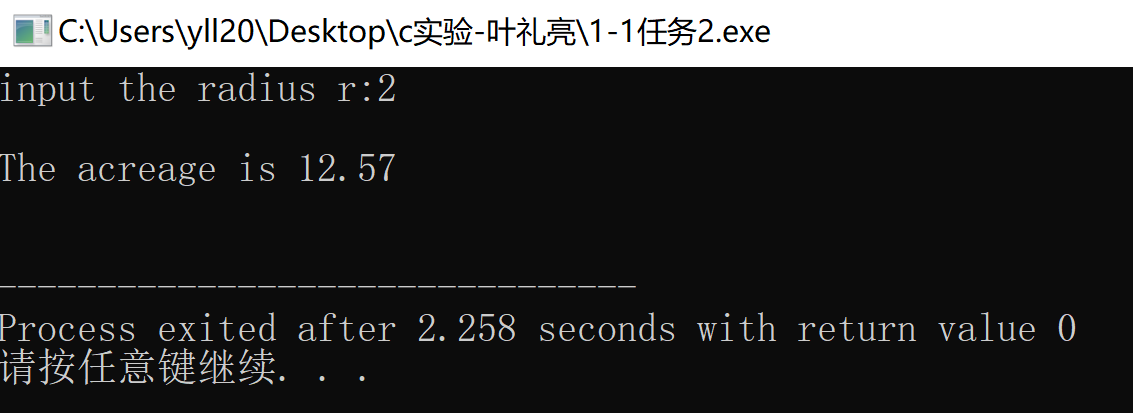 C:\Users\yll20\Desktop\c实验-叶礼亮\1-1任务2.exe
input the radius r:2
The acreage is 12.57
--------------------------------
Process exited after 2.258 seconds with return value 0
请按任意键继续. . .